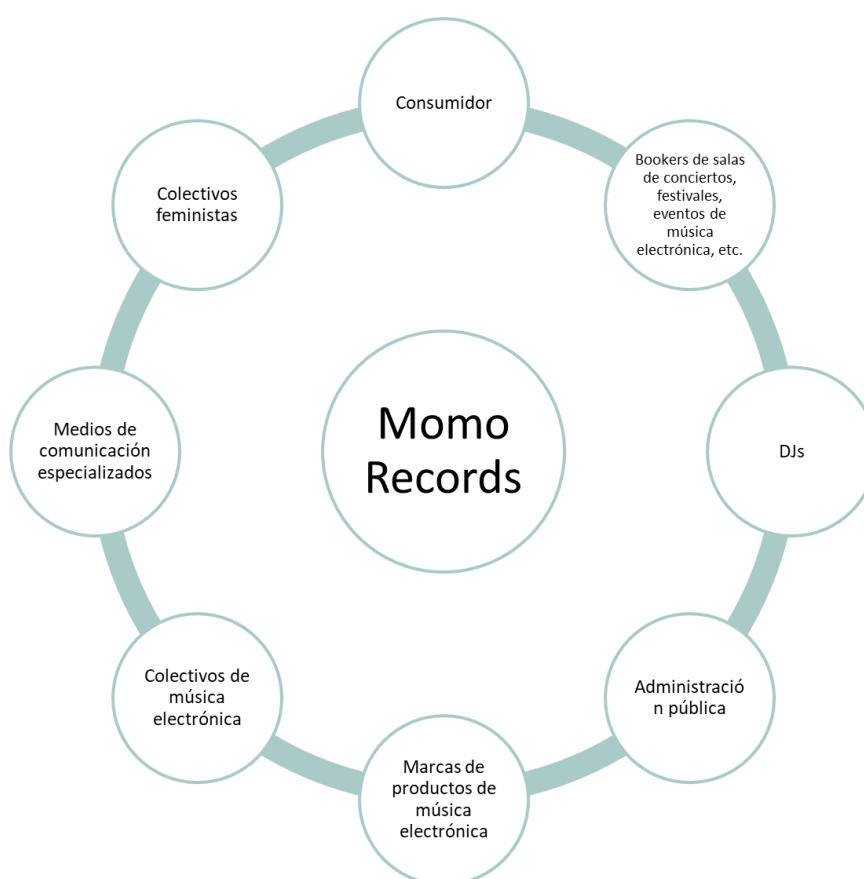 Consumidor
Bookers de salas
de conciertos,
festivales,
eventos de
música
electrónica, etc.
Colectivos
feministas
Momo
Records
Medios de
comunicación
especializados
DJs
Colectivos de
música
electrónica
Administració
n pública
Marcas de
productos de
música
electrónica